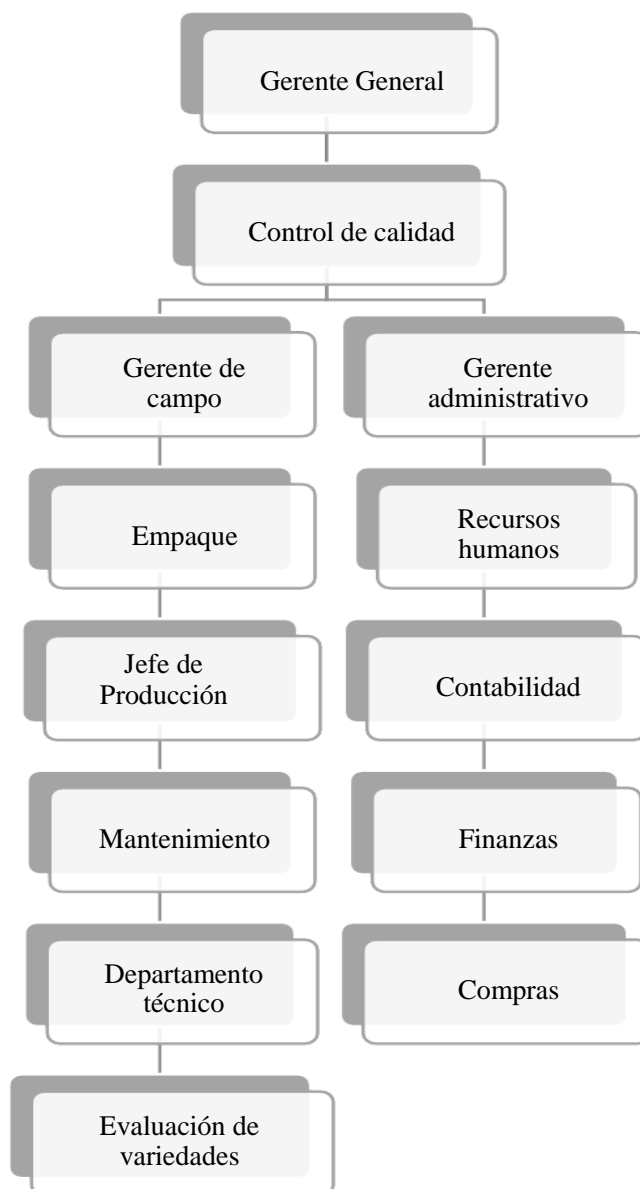 Gerente General
Control de calidad
Gerente de
campo
Gerente
administrativo
Empaque
Recursos
humanos
Jefe de
Producción
Contabilidad
Mantenimiento
Finanzas
Departamento
técnico
Compras
Evaluación de
variedades